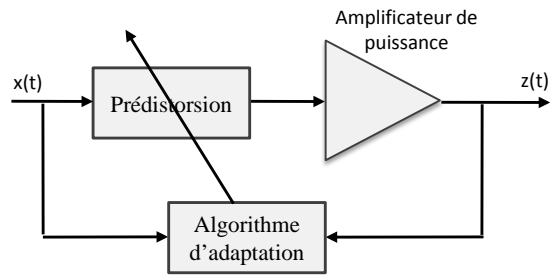 Amplificateur de
puissance
x(t)
z(t)
Prédistorsion
Algorithme
d'adaptation